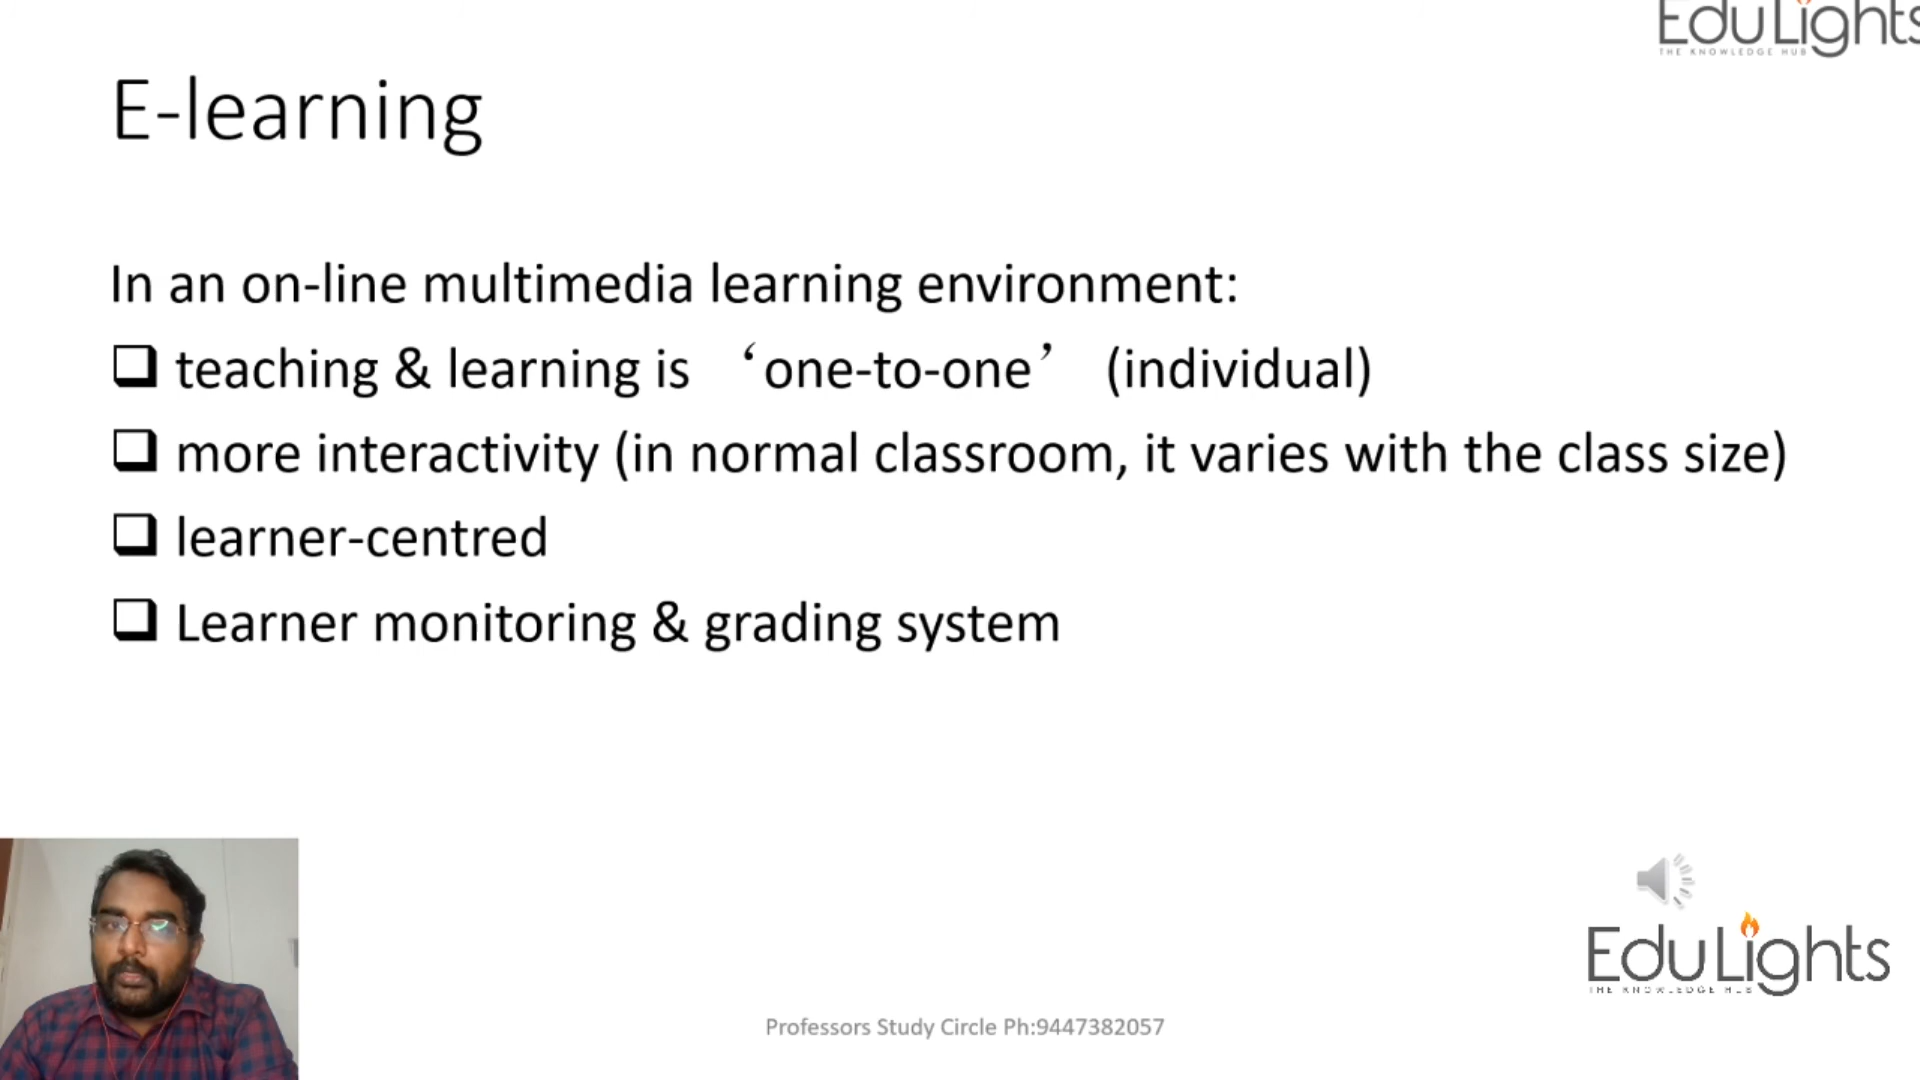 EduLights
THE KNOWLEDGE HUB
E-learning
In an on-line multimedia learning environment:
teaching & learning is ‘one-to-one’ (individual)
more interactivity (in normal classroom, it varies with the class size)
learner-centred
Learner monitoring & grading system
EduLights
THE KNOWLEDGE HUB
Professors Study Circle Ph:9447382057